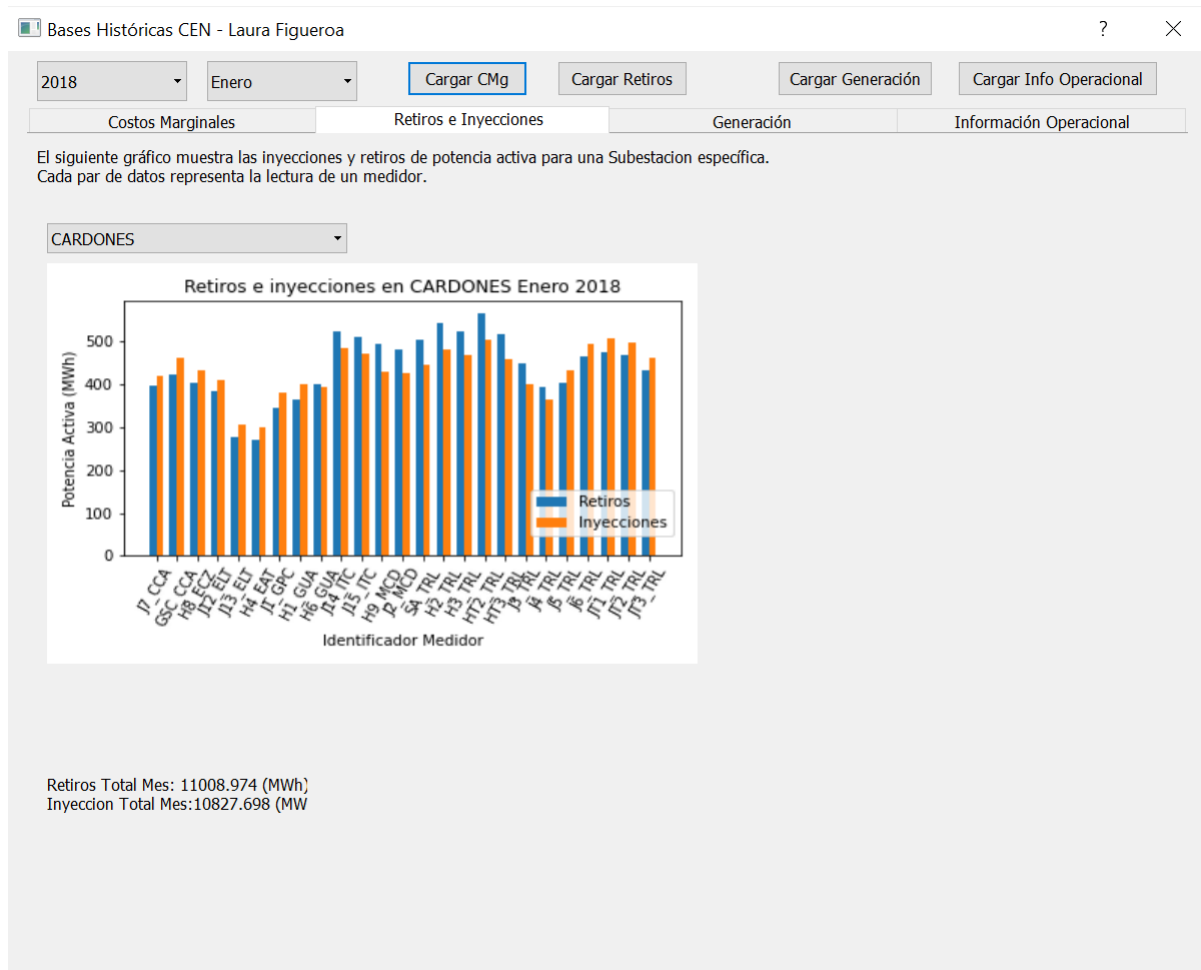 Bases Históricas CEN - Laura Figueroa
?
2018
Enero
Cargar CMg
Cargar Retiros
Cargar Generación
Cargar Info Operacional
Costos Marginales
Retiros e Inyecciones
Generación
Información Operacional
El siguiente gráfico muestra las inyecciones y retiros de potencia activa para una Subestacion específica.
Cada par de datos representa la lectura de un medidor.
CARDONES
Retiros e inyecciones en CARDONES Enero 2018
Potencia Activa (MWh)
500
400
300
200
100
0
Retiros
Inyecciones
J7_CCA
GSC_CCA
H8_ECZ
J12_ELT
J13_ELT
H4_EAT
J1_GPC
H1_GUA
H6_GUA
J14_ITC
J15_ITC
H9_MCD
J2_MCD
SA_TRL
H2_TRL
H3_TRL
HT2_TRL
HT3_TRL
J3_TRL
J4_TRL
J5_TRL
J6_TRL
JT1_TRL
JT2_TRL
JT3_TRL
Identificador Medidor
Retiros Total Mes: 11008.974 (MWh)
Inyeccion Total Mes:10827.698 (MW